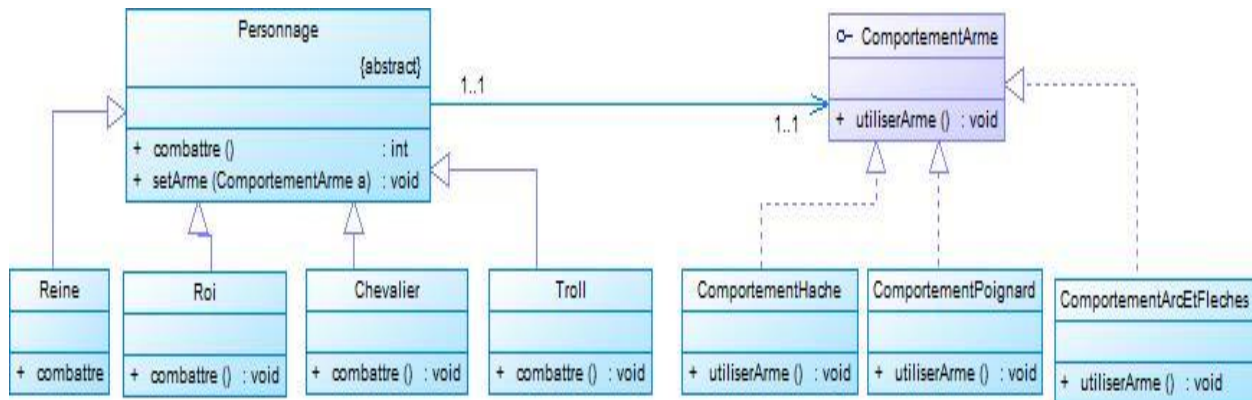 Personnage
{abstract}
+ combattre () : int
+ setArme (ComportementArme a) : void
1..1
1..1
ComportementArme
+ utiliserArme () : void
Reine
+ combattre
Roi
+ combattre () : void
Chevalier
+ combattre () : void
Troll
+ combattre () : void
ComportementHache
+ utiliserArme () : void
ComportementPoignard
+ utiliserArme () : void
ComportementArcEtFleches
+ utiliserArme () : void